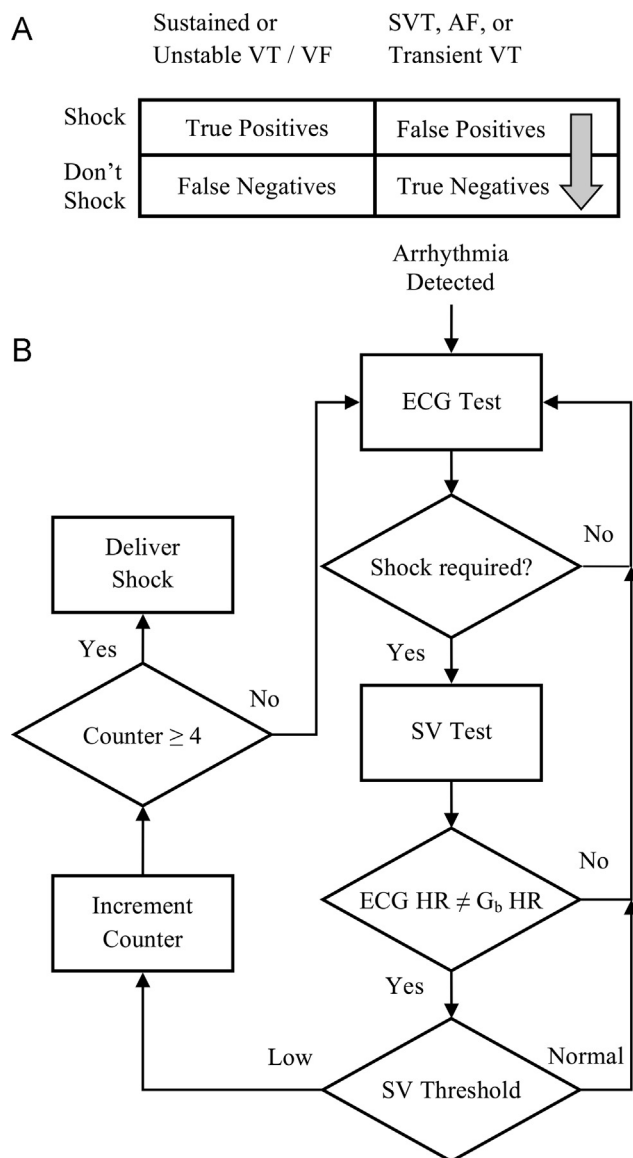 A
Sustained or
Unstable VT / VF
SVT, AF, or
Transient VT
Shock
True Positives
False Positives
Don’t
Shock
False Negatives
True Negatives
Arrhythmia
Detected
B
ECG Test
Shock required?
No
Yes
SV Test
ECG HR ≠ G_b HR
No
Yes
SV Threshold
Low
Normal
Increment
Counter
Counter ≥ 4
No
Yes
Deliver
Shock